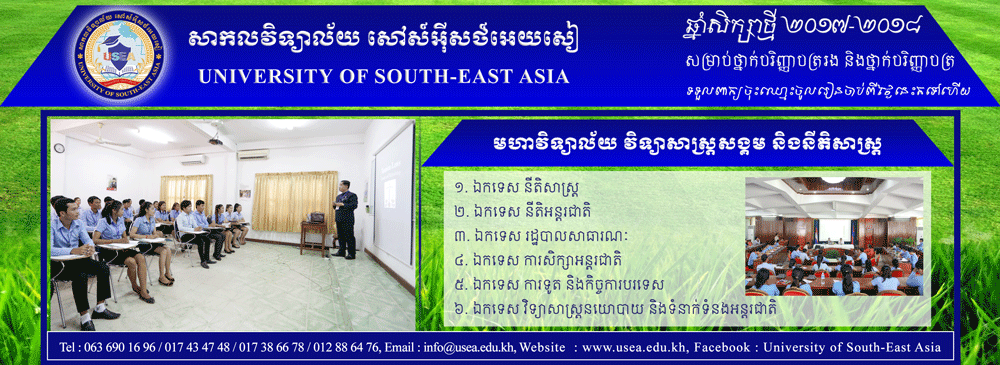 សាកលវិទ្យាល័យ សៅស៍អ៊ីសថ៍អេយសៀ
UNIVERSITY OF SOUTH-EAST ASIA
USEA
UNIVERSITY OF SOUTH-EAST ASIA
ឆ្នាំសិក្សាថ្មី ២០១៧-២០១៨
សម្រាប់ថ្នាក់បរិញ្ញាបត្ររង និងថ្នាក់បរិញ្ញាបត្រ
ទទួលពាក្យចុះឈ្មោះចូលរៀនចាប់ពីថ្ងៃនេះតទៅហើយ
មហាវិទ្យាល័យ វិទ្យាសាស្ត្រសង្គម និងនីតិសាស្ត្រ
១. ឯកទេស នីតិសាស្ត្រ
២. ឯកទេស នីតិអន្តរជាតិ
៣. ឯកទេស រដ្ឋបាលសាធារណៈ
៤. ឯកទេស ការសិក្សាអន្តរជាតិ
៥. ឯកទេស ការទូត និងកិច្ចការបរទេស
៦. ឯកទេស វិទ្យាសាស្ត្រនយោបាយ និងទំនាក់ទំនងអន្តរជាតិ
Tel : 063 690 16 96 / 017 43 47 48 / 017 38 66 78 / 012 88 64 76, Email : info@usea.edu.kh, Website : www.usea.edu.kh, Facebook : University of South-East Asia